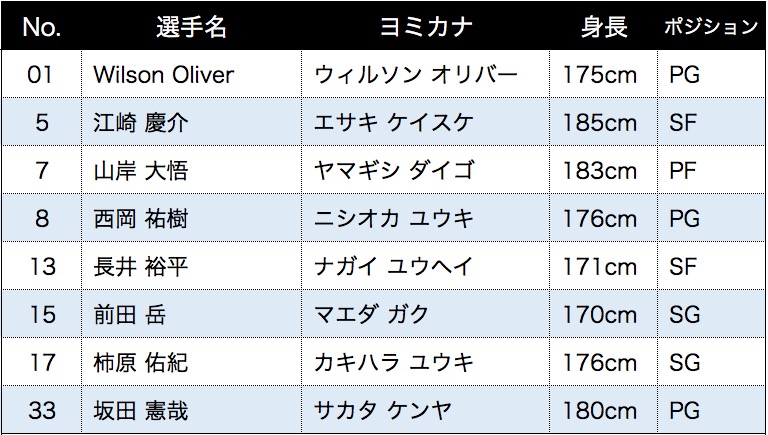 No. 選手名 ヨミカナ 身長 ポジション
01 Wilson Oliver ウィルソン オリバー 175cm PG
5 江崎 慶介 エサキ ケイスケ 185cm SF
7 山岸 大悟 ヤマギシ ダイゴ 183cm PF
8 西岡 祐樹 ニシオカ ユウキ 176cm PG
13 長井 裕平 ナガイ ユウヘイ 171cm SF
15 前田 岳 マエダ ガク 170cm SG
17 柿原 佑紀 カキハラ ユウキ 176cm SG
33 坂田 憲哉 サカタ ケンヤ 180cm PG